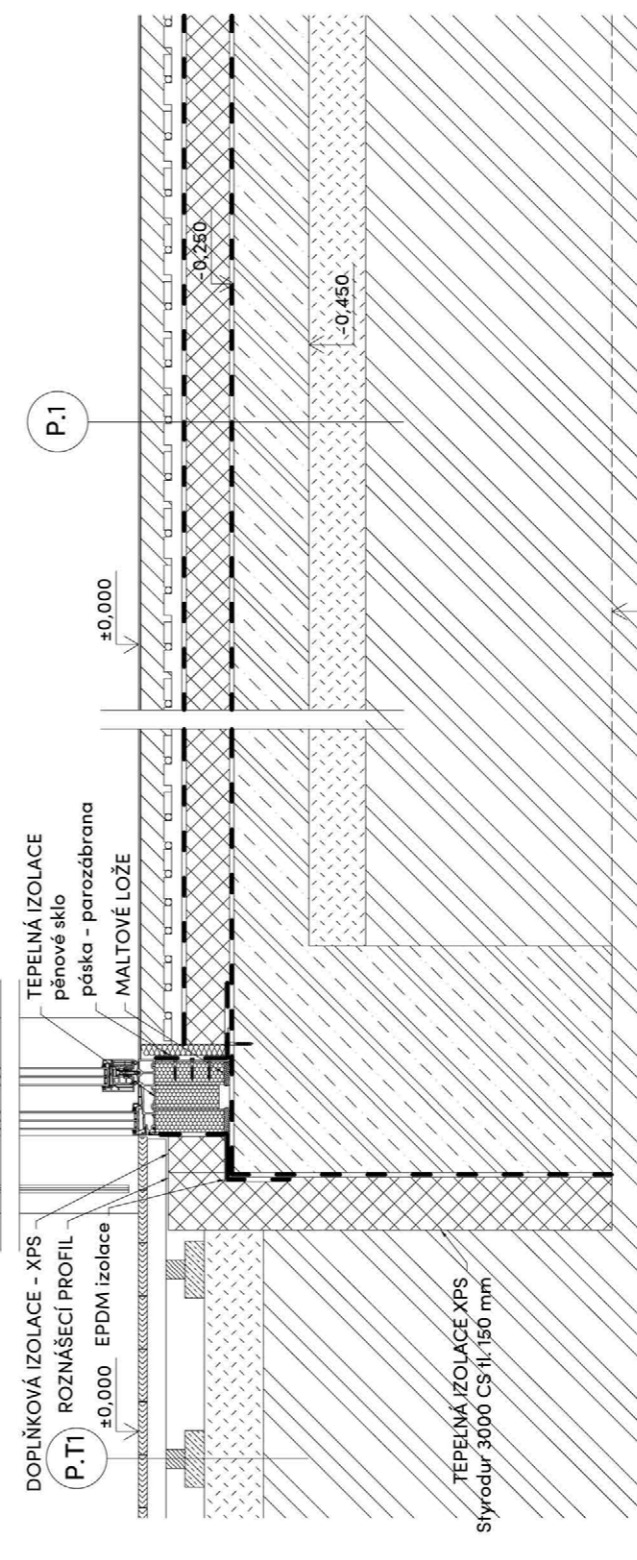 DOPLŇKOVÁ IZOLACE - XPS
ROZNÁŠECÍ PROFIL
EPDM izolace
±0,000
P.T1
TEPELNÁ IZOLACE
pěnové sklo
páska - parozábrana
MALTOVÉ LOŽE
±0,000
P.1
-0,250
-0,450
TEPELNÁ IZOLACE XPS
Styrodur 3000 CS tl. 150 mm